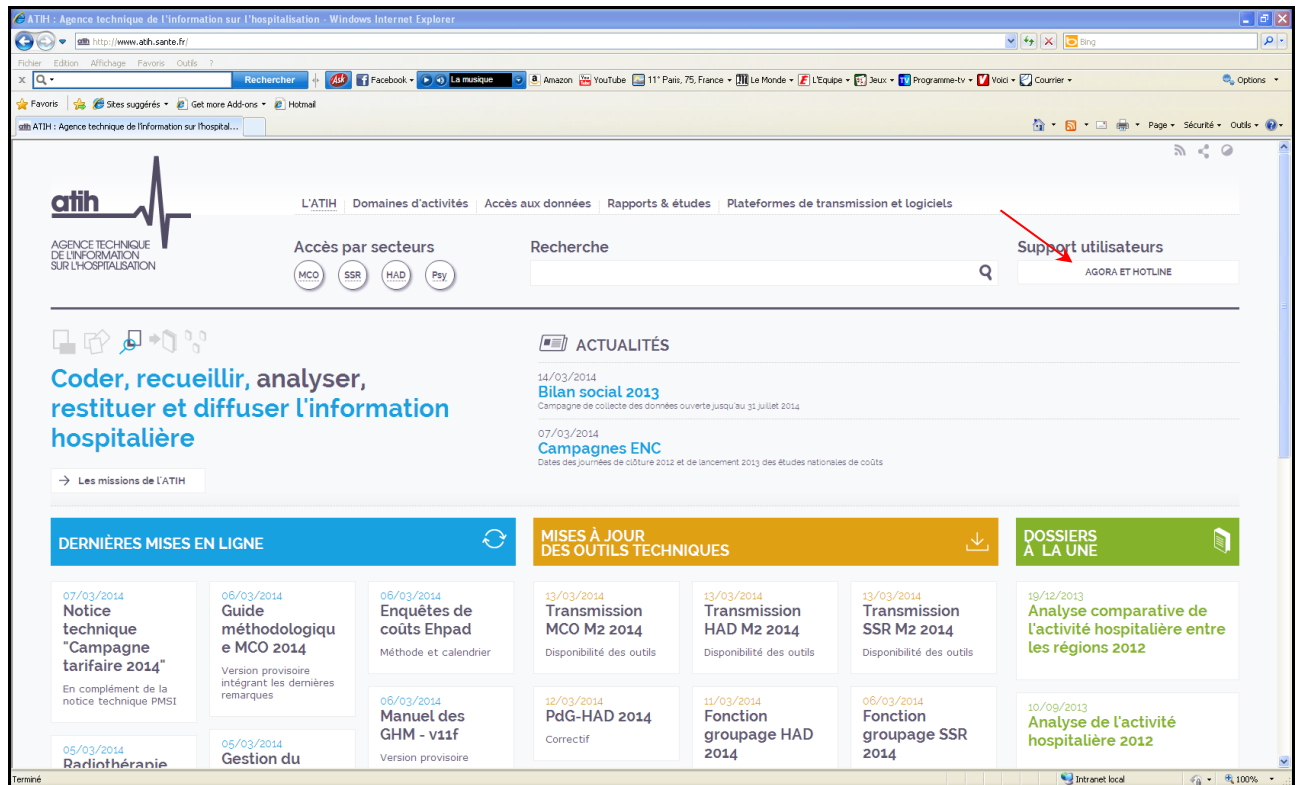 ATIH : Agence technique de l'information sur l'hospitalisation - Windows Internet Explorer
http://www.atih.sante.fr/
Bing
Fichier Edition Affichage Favoris Outils ?
Rechercher Ask Facebook La musique Amazon YouTube 11° Paris, 75, France Le Monde L'Equipe Jeux Programme-tv Voici Courrier Options
Favoris Sites suggérés Get more Add-ons Hotmail
ATIH : Agence technique de l'information sur l'hospital...
Page Sécurité Outils
atih
AGENCE TECHNIQUE
DE L'INFORMATION
SUR L'HOSPITALISATION
L'ATIH Domaines d'activités Accès aux données Rapports & études Plateformes de transmission et logiciels
Accès par secteurs
MCO SSR HAD Psy
Recherche
Support utilisateurs
AGORA ET HOTLINE
Coder, recueillir, analyser,
restituer et diffuser l'information
hospitalière
→ Les missions de l'ATIH
ACTUALITÉS
14/03/2014
Bilan social 2013
Campagne de collecte des données ouverte jusqu'au 31 juillet 2014
07/03/2014
Campagnes ENC
Dates des journées de clôture 2012 et de lancement 2013 des études nationales de coûts
DERNIÈRES MISES EN LIGNE
07/03/2014
Notice
technique
"Campagne
tarifaire 2014"
En complément de la
notice technique PMSI
05/03/2014
Radiothérapie
06/03/2014
Guide
méthodologiqu
e MCO 2014
Version provisoire
intégrant les dernières
remarques
05/03/2014
Gestion du
06/03/2014
Enquêtes de
coûts Ehpad
Méthode et calendrier
06/03/2014
Manuel des
GHM - v11f
Version provisoire
MISES À JOUR
DES OUTILS TECHNIQUES
13/03/2014
Transmission
MCO M2 2014
Disponibilité des outils
12/03/2014
PdG-HAD 2014
Correctif
13/03/2014
Transmission
HAD M2 2014
Disponibilité des outils
11/03/2014
Fonction
groupage HAD
2014
13/03/2014
Transmission
SSR M2 2014
Disponibilité des outils
06/03/2014
Fonction
groupage SSR
2014
DOSSIERS
À LA UNE
19/12/2013
Analyse comparative de
l'activité hospitalière entre
les régions 2012
10/09/2013
Analyse de l'activité
hospitalière 2012
Terminé
Intranet local
100%